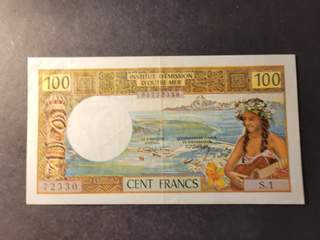 100 INSTITUT D'ÉMISSION 100
D'OUTRE-MER
72330 CENT FRANCS S.1